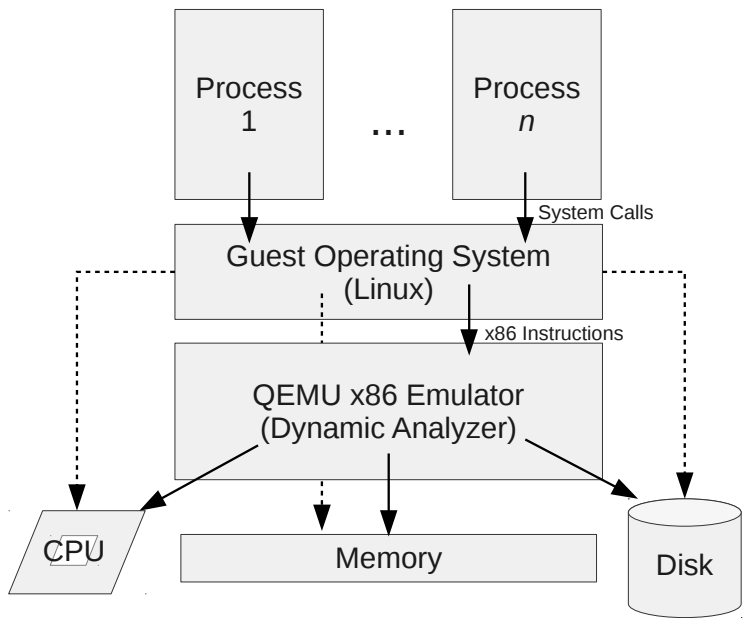 Process
1
...
Process
n
System Calls
Guest Operating System
(Linux)
x86 Instructions
QEMU x86 Emulator
(Dynamic Analyzer)
CPU
Memory
Disk